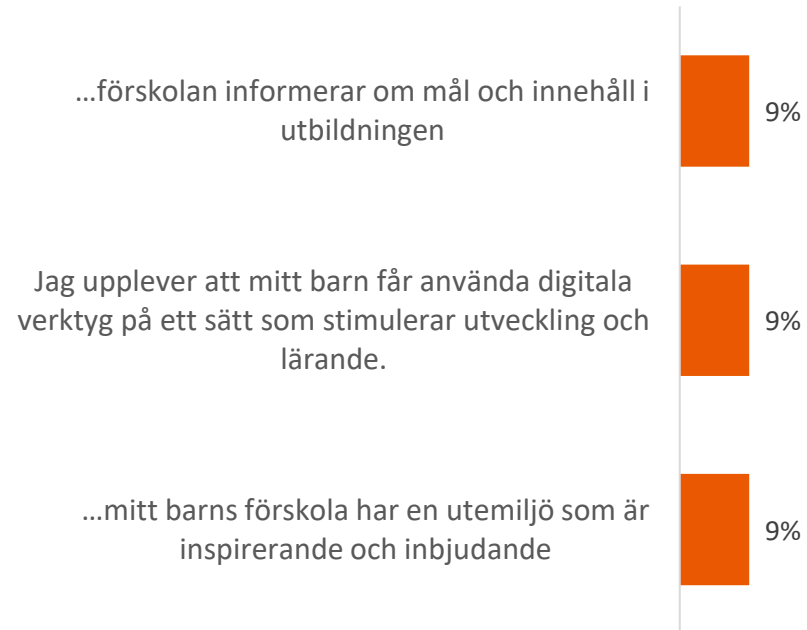 …förskolan informerar om mål och innehåll i
utbildningen
9%
Jag upplever att mitt barn får använda digitala
verktyg på ett sätt som stimulerar utveckling och
lärande.
9%
…mitt barns förskola har en utemiljö som är
inspirerande och inbjudande
9%